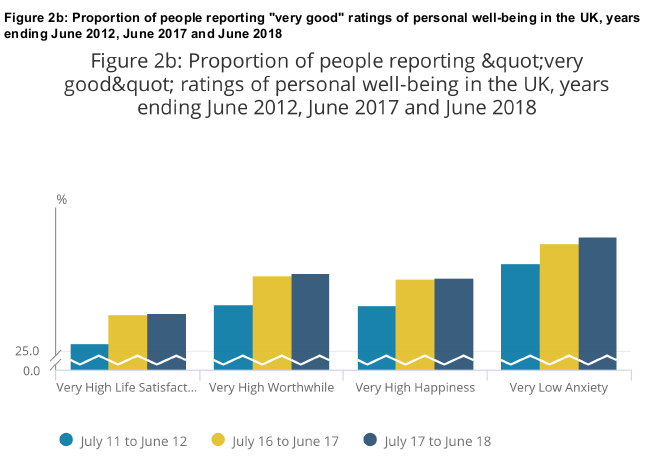 Figure 2b: Proportion of people reporting "very good" ratings of personal well-being in the UK, years
ending June 2012, June 2017 and June 2018
Figure 2b: Proportion of people reporting &quot;very
good&quot; ratings of personal well-being in the UK, years
ending June 2012, June 2017 and June 2018
%
25.0
0.0
Very High Life Satisfact... Very High Worthwhile Very High Happiness Very Low Anxiety
July 11 to June 12 July 16 to June 17 July 17 to June 18